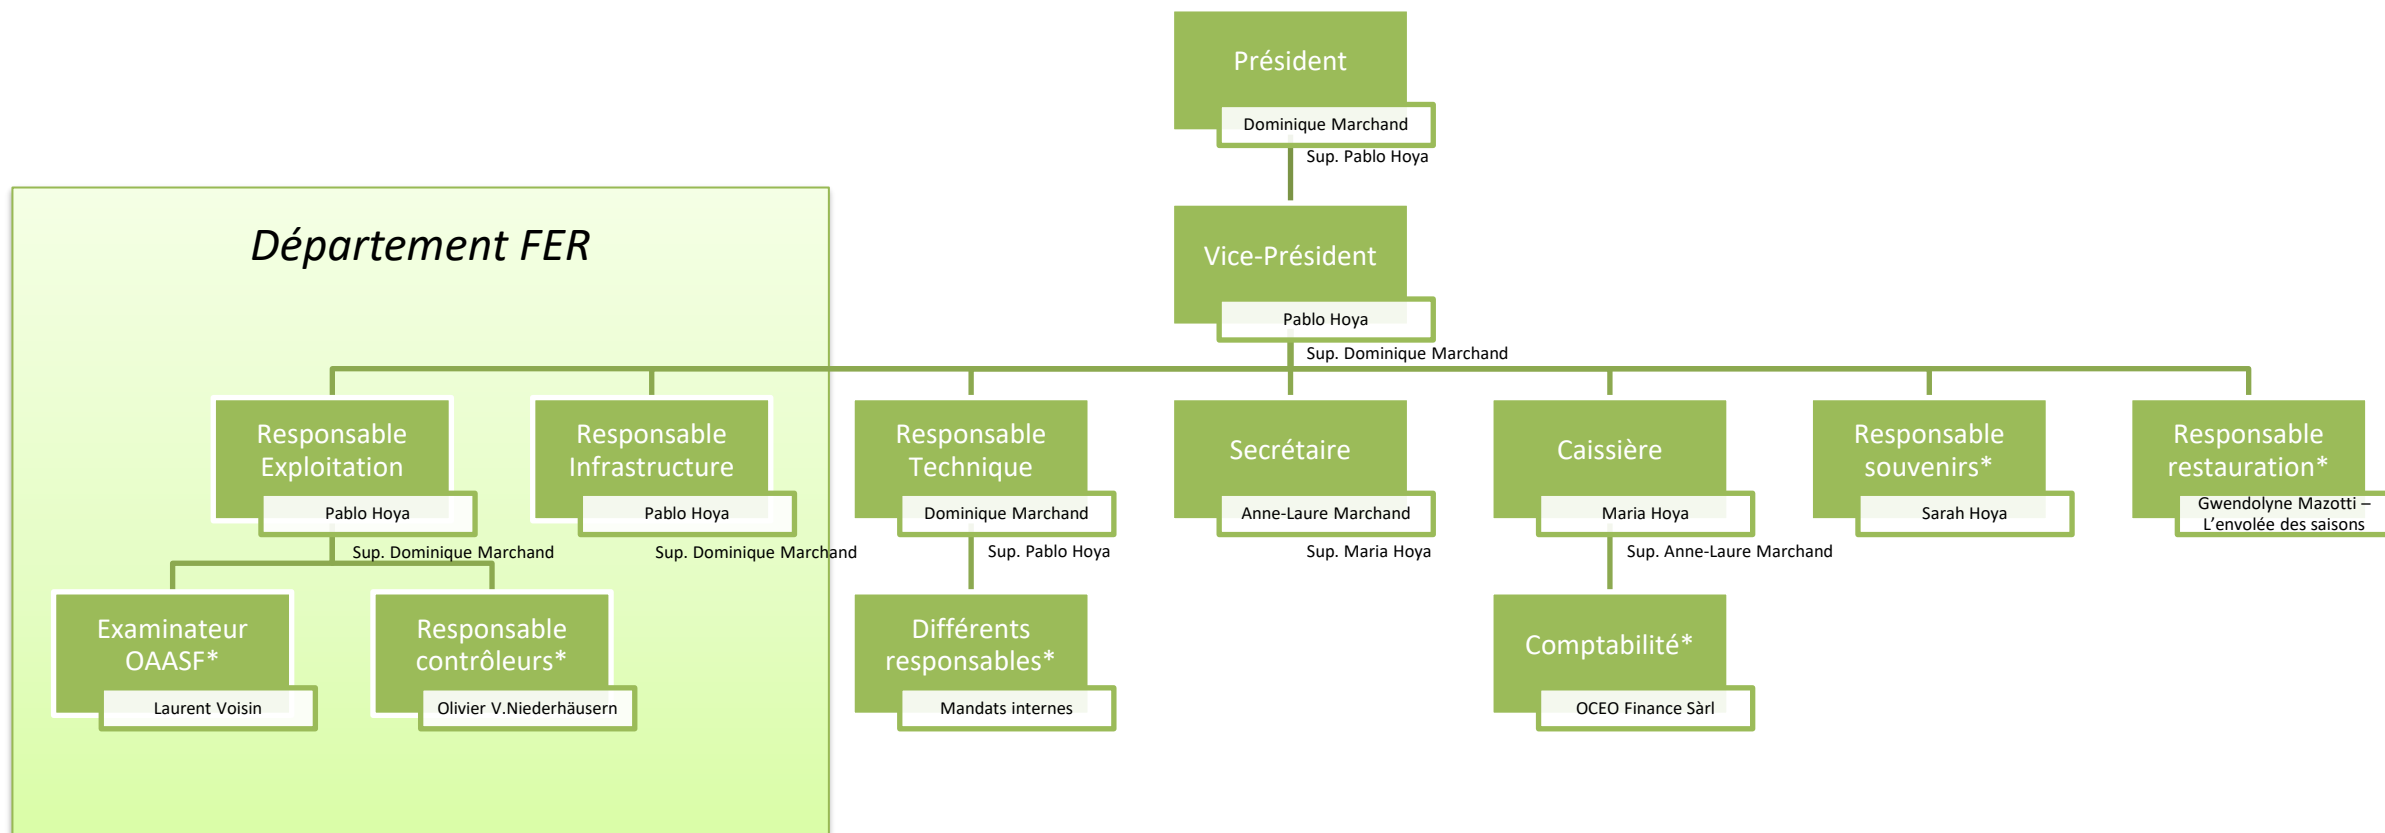 Président
Dominique Marchand
Sup. Pablo Hoya
Département FER
Vice-Président
Pablo Hoya
Sup. Dominique Marchand
Responsable
Exploitation
Pablo Hoya
Sup. Dominique Marchand
Responsable
Infrastructure
Pablo Hoya
Sup. Dominique Marchand
Responsable
Technique
Dominique Marchand
Sup. Pablo Hoya
Secrétaire
Anne-Laure Marchand
Sup. Maria Hoya
Caissière
Maria Hoya
Sup. Anne-Laure Marchand
Responsable
souvenirs*
Sarah Hoya
Responsable
restauration*
Gwendolyne Mazotti –
L'envolée des saisons
Examinateur
OAASF*
Laurent Voisin
Responsable
contrôleurs*
Olivier V.Niederhäusern
Différents
responsables*
Mandats internes
Comptabilité*
OCEO Finance Sàrl